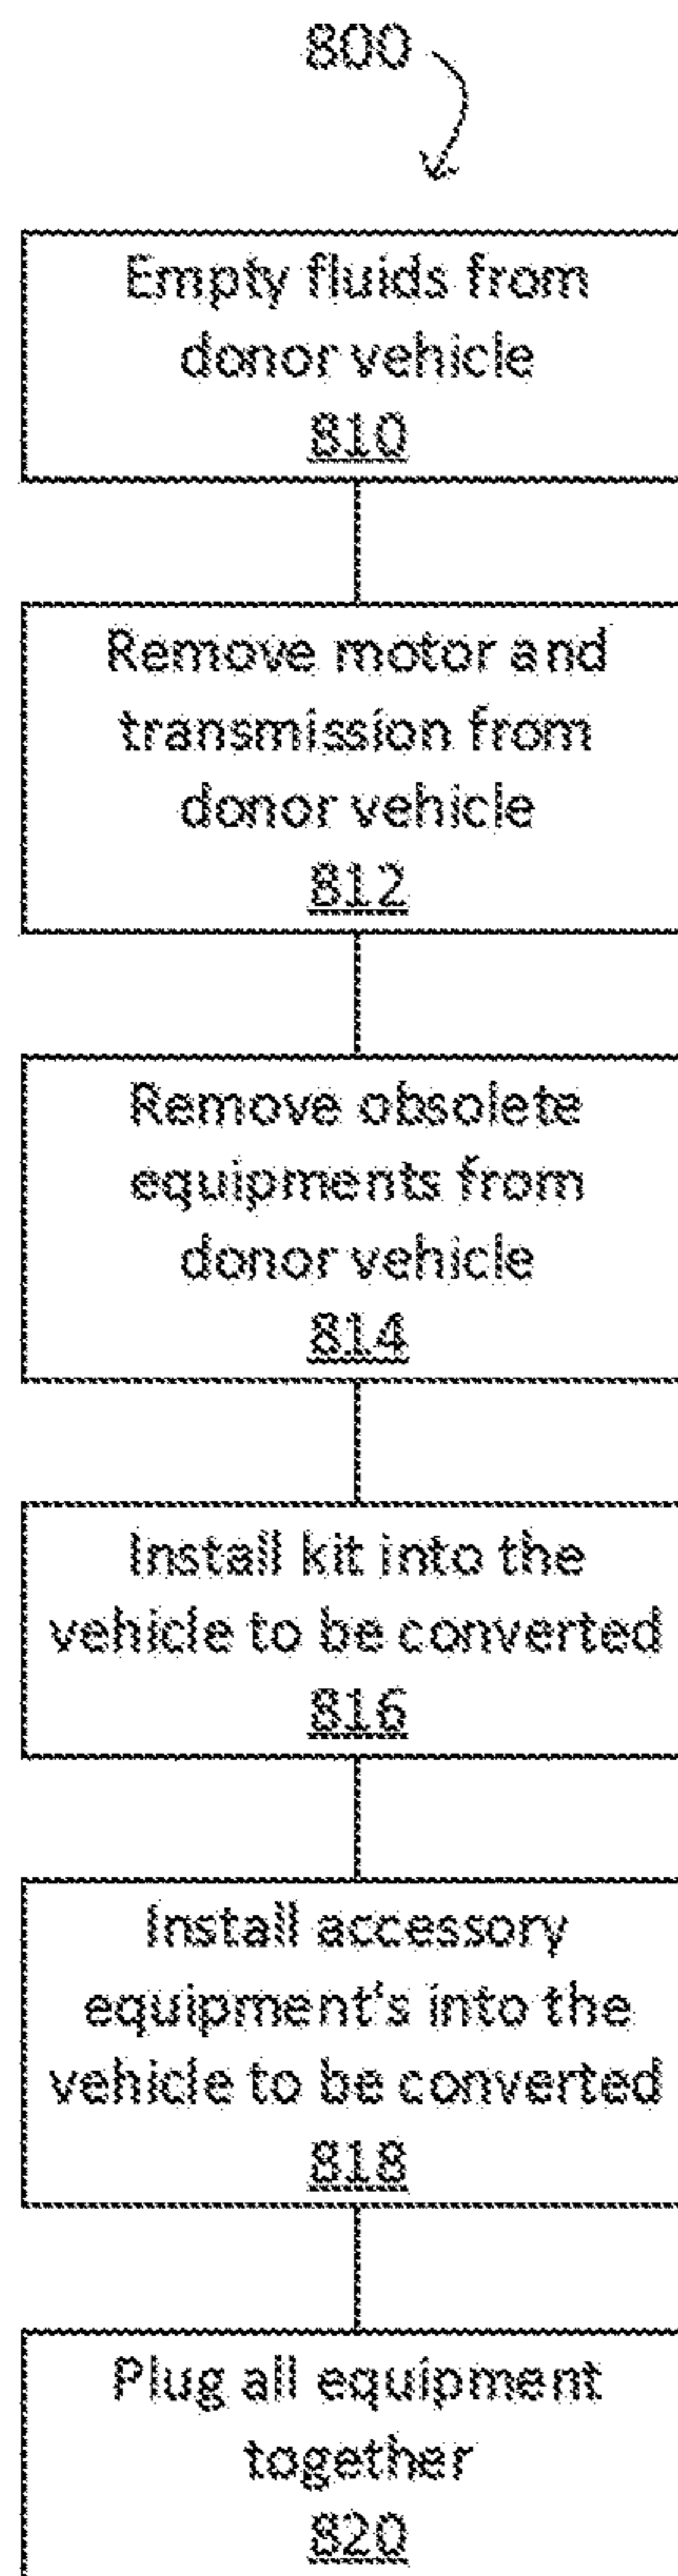 800
Empty fluids from
donor vehicle
810
Remove motor and
transmission from
donor vehicle
812
Remove obsolete
equipments from
donor vehicle
814
Install kit into the
vehicle to be converted
816
Install accessory
equipment's into the
vehicle to be converted
818
Plug all equipment
together
820